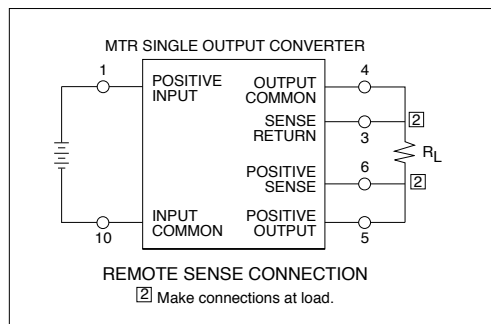 MTR SINGLE OUTPUT CONVERTER
1
POSITIVE
INPUT
OUTPUT
COMMON
4
SENSE
RETURN
3
2
R_L
POSITIVE
SENSE
6
2
10
INPUT
COMMON
POSITIVE
OUTPUT
5
REMOTE SENSE CONNECTION
2 Make connections at load.